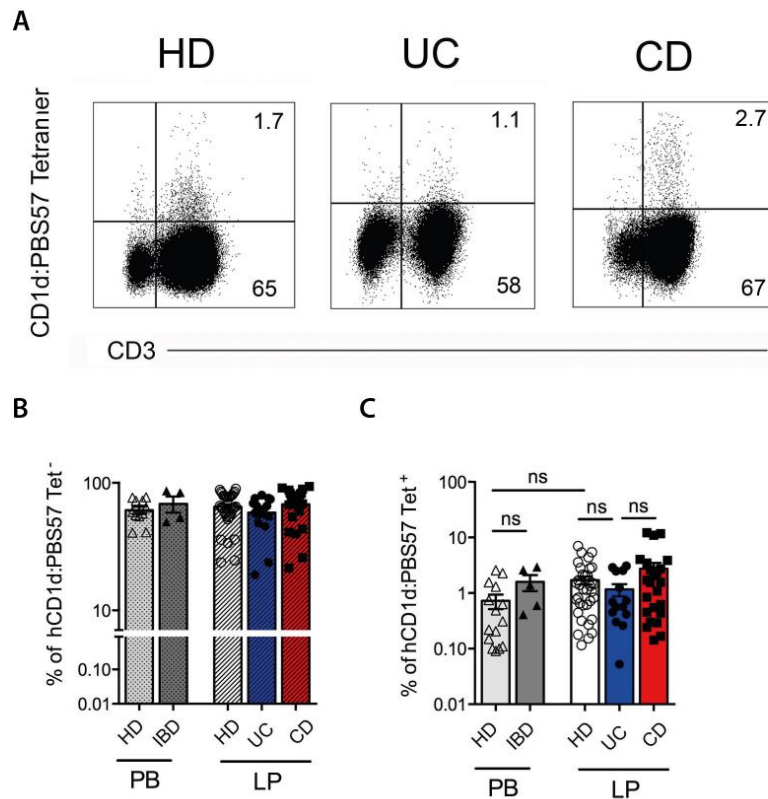 A
HD UC CD
CD1d:PBS57 Tetramer
1.7 1.1 2.7
65 58 67
CD3
B
% of hCD1d:PBS57 Tet-
100
10
0.10
0.01
HD IBD HD UC CD
PB LP
C
% of hCD1d:PBS57 Tet+
100
10
1
0.10
0.01
ns
ns ns ns
HD IBD HD UC CD
PB LP